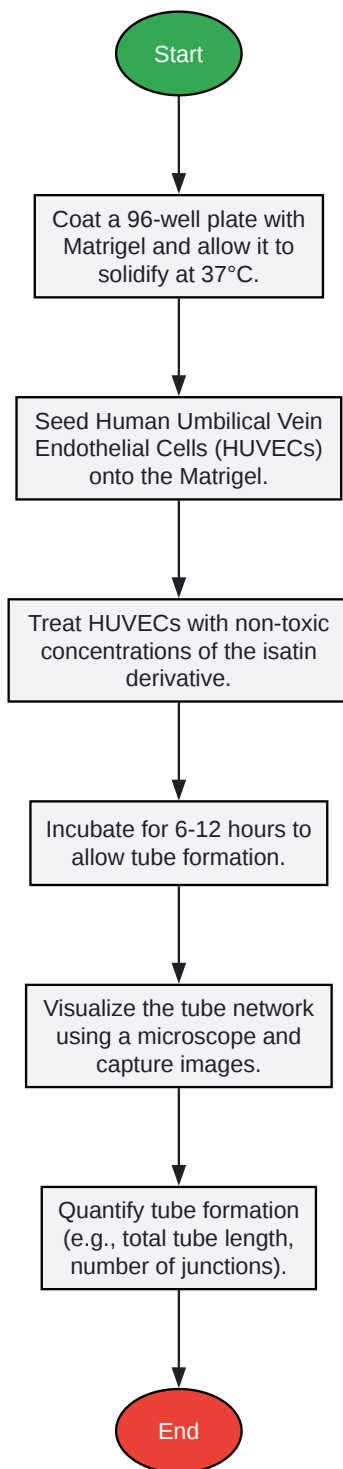 Start
Coat a 96-well plate with
Matrigel and allow it to
solidify at 37°C.
Seed Human Umbilical Vein
Endothelial Cells (HUVECs)
onto the Matrigel.
Treat HUVECs with non-toxic
concentrations of the isatin
derivative.
Incubate for 6-12 hours to
allow tube formation.
Visualize the tube network
using a microscope and
capture images.
Quantify tube formation
(e.g., total tube length,
number of junctions).
End